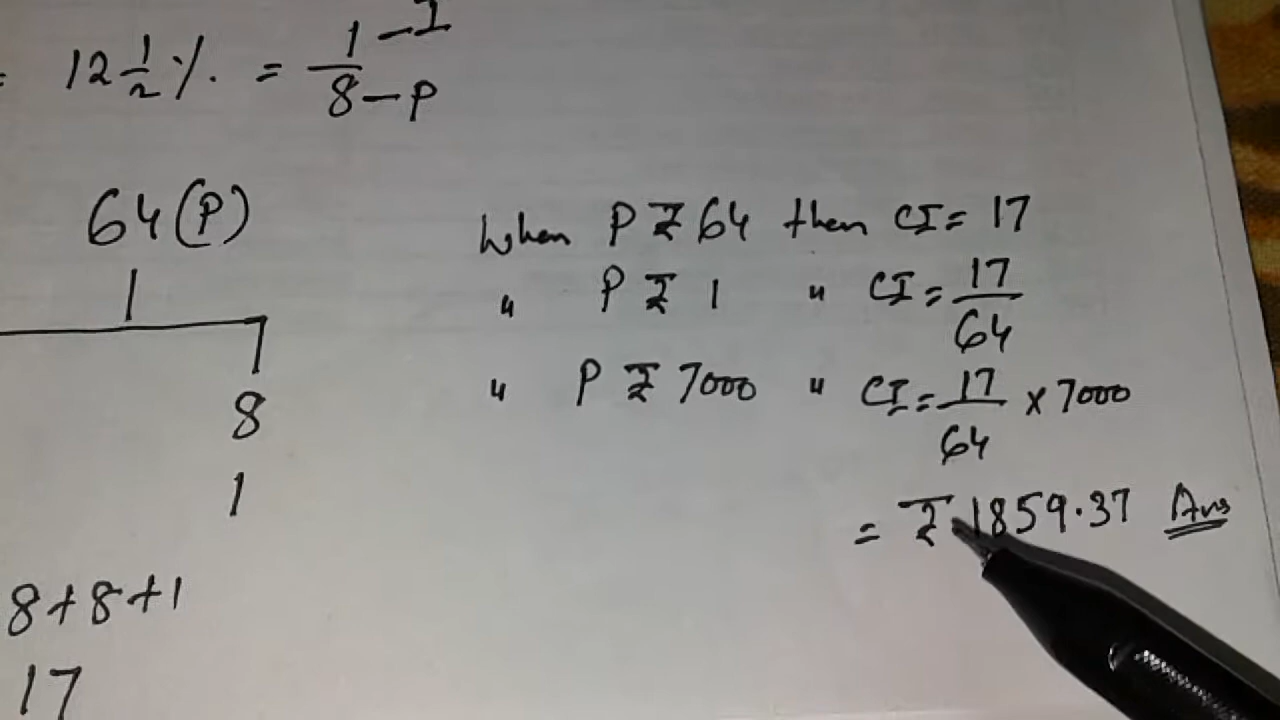 = 12 1/2 % = 1/8 - I - P
64 (P)
1
8
1
8+8+1
17
When P ₹ 64 then CI = 17
" P ₹ 1 " CI = 17/64
" P ₹ 7000 " CI = 17/64 x 7000
= ₹ 1859.37 Ans